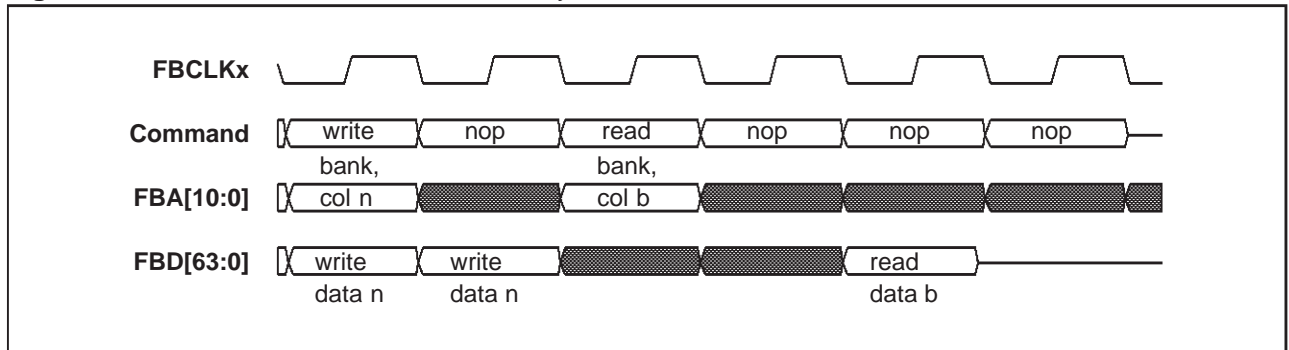 FBCLKx
Command write nop read nop nop nop
bank, bank,
FBA[10:0] col n col b
FBD[63:0] write write read
data n data n data b